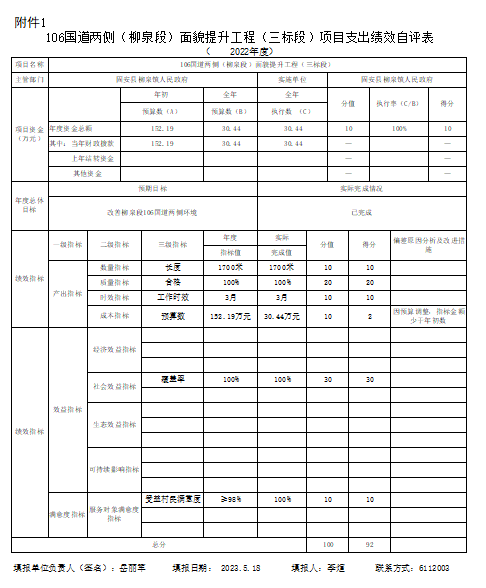 附件1
106国道两侧（柳泉段）面貌提升工程（三标段）项目支出绩效自评表
（ 2022年度）
项目名称 106国道两侧（柳泉段）面貌提升工程（三标段）
主管部门 固安县柳泉镇人民政府 实施单位 固安县柳泉镇人民政府
项目资金（万元） 年初预算数（A） 全年预算数（B） 全年执行数（C） 分值 执行率（C/B） 得分
年度资金总额 152.19 30.44 30.44 10 100% 10
其中：当年财政拨款 152.19 30.44 30.44 — —
上年结转资金 — —
其他资金 — —
年度总体目标 预期目标 实际完成情况
改善柳泉段106国道两侧环境 已完成
绩效指标 一级指标 二级指标 三级指标 年度指标值 实际完成值 分值 得分 偏差原因分析及改进措施
产出指标 数量指标 长度 1700米 1700米 10 10
质量指标 合格 100% 100% 20 20
时效指标 工作时效 3月 3月 10 10
成本指标 预算数 152.19万元 30.44万元 10 2 因预算调整，指标金额少于年初数
绩效指标 效益指标 经济效益指标
社会效益指标 覆盖率 100% 100% 30 30
生态效益指标
可持续影响指标
满意度指标 服务对象满意度指标 受益村民满意度 ≥98% 100% 10 10
总分 100 92
填报单位负责人（签名）：岳丽军 填报日期： 2023.5.18 填报人：李煊 联系方式：6112003